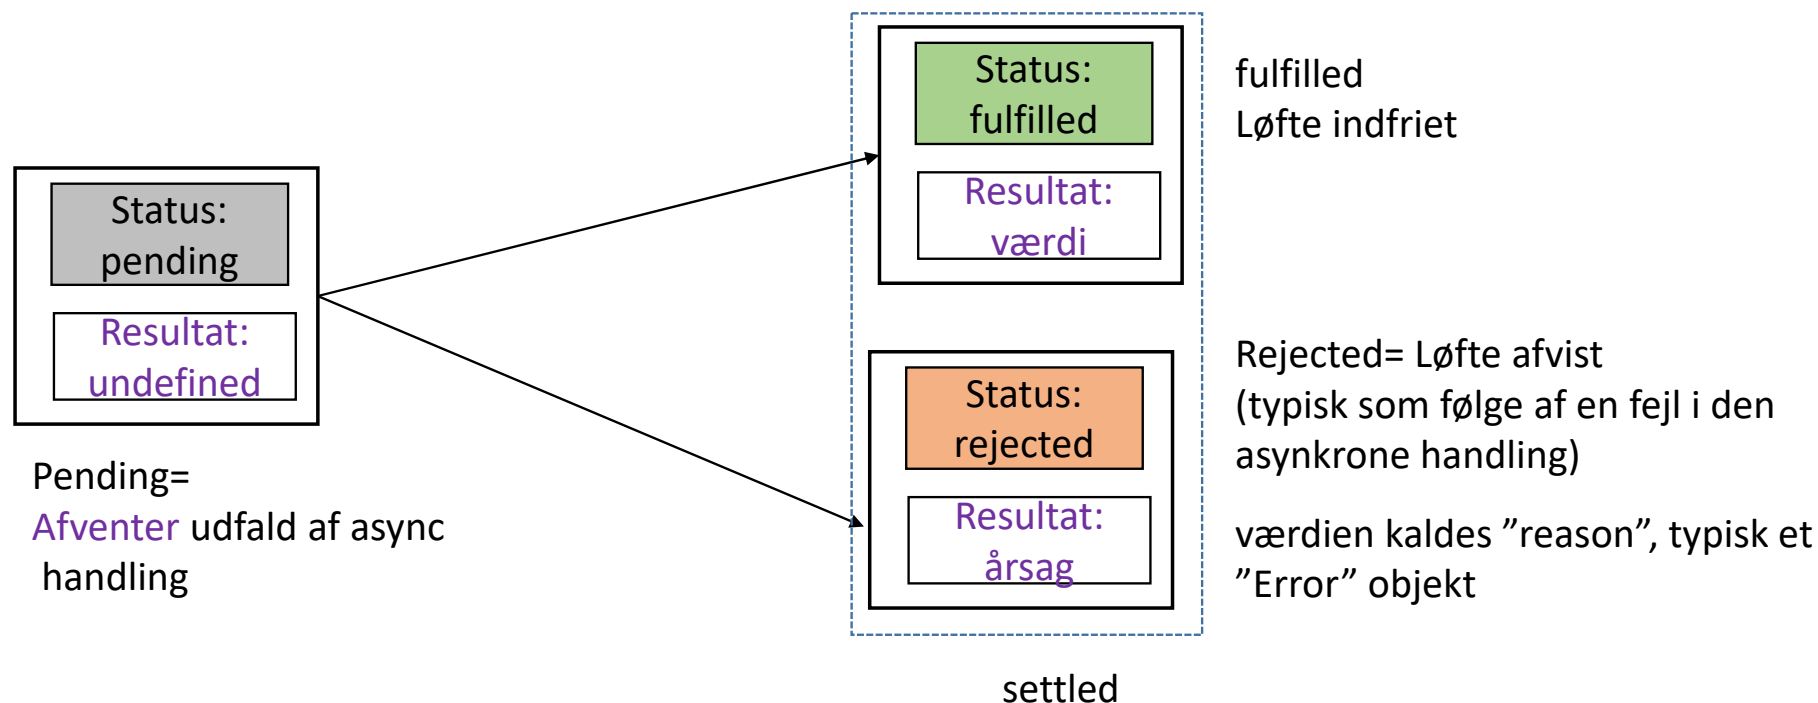 Status:
pending
Resultat:
undefined
Pending=
Afventer udfald af async
handling
Status:
fulfilled
Resultat:
værdi
fulfilled
Løfte indfriet
Status:
rejected
Resultat:
årsag
Rejected= Løfte afvist
(typisk som følge af en fejl i den
asynkrone handling)
værdien kaldes ”reason”, typisk et
”Error” objekt
settled